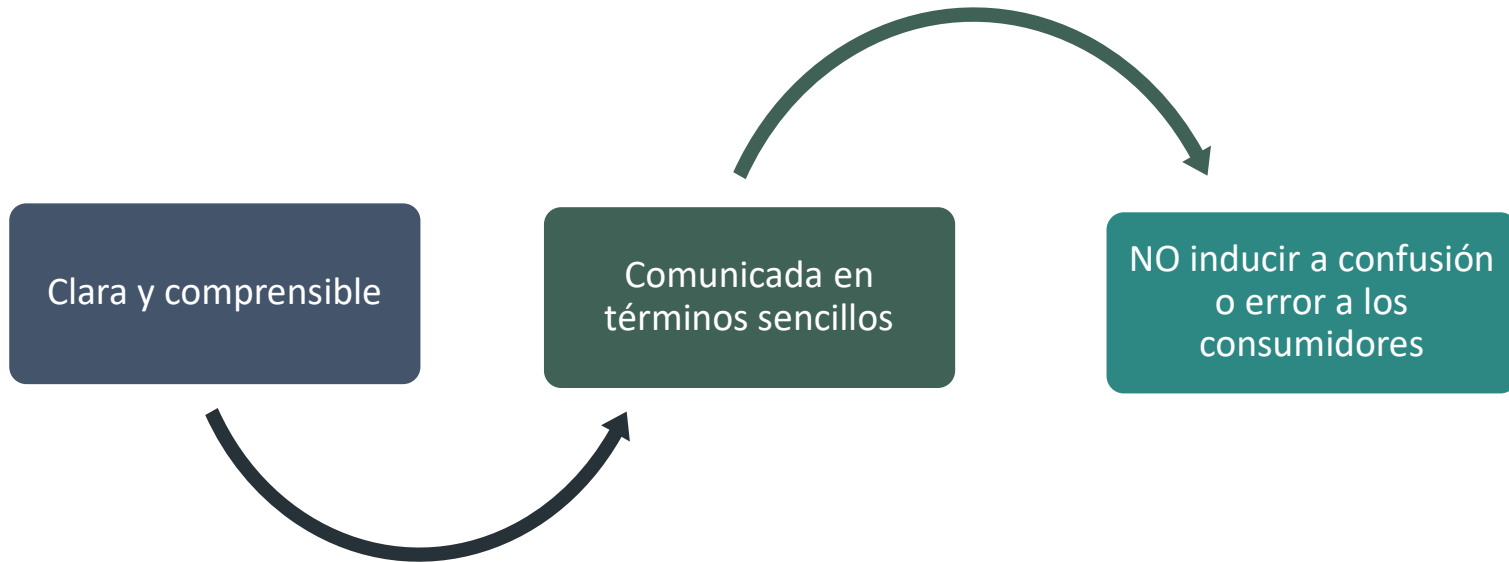 Clara y comprensible
Comunicada en
términos sencillos
NO inducir a confusión
o error a los
consumidores